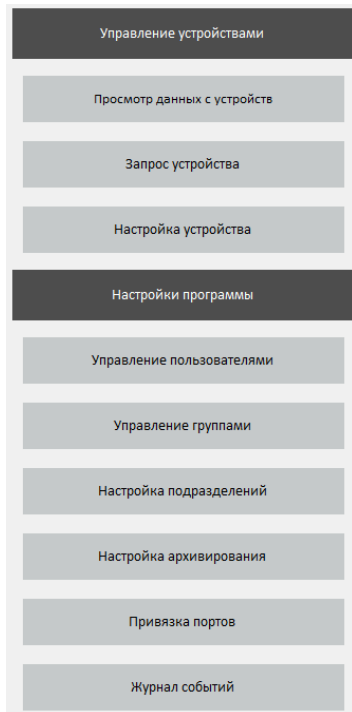 Управление устройствами
Просмотр данных с устройств
Запрос устройства
Настройка устройства
Настройки программы
Управление пользователями
Управление группами
Настройка подразделений
Настройка архивирования
Привязка портов
Журнал событий